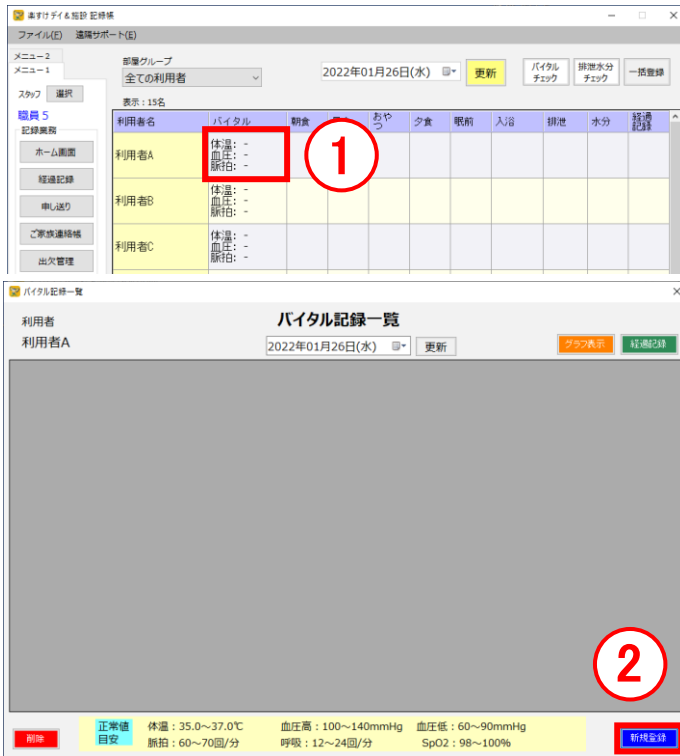 楽すけデイ＆施設 記録帳
ファイル(F) 遠隔サポート(E)
メニュー2
メニュー1
スタッフ 選択
職員5
記録業務
ホーム画面
経過記録
申し送り
ご家族連絡帳
出欠管理
部屋グループ
全ての利用者
2022年01月26日(水)
更新
バイタルチェック
排泄水分チェック
一括登録
表示：15名
利用者名 バイタル 朝食 おやつ 夕食 眠前 入浴 排泄 水分 経過記録
利用者A
体温： -
血圧： -
脈拍： -
①
利用者B
体温： -
血圧： -
脈拍： -
利用者C
体温： -
血圧： -
脈拍： -
バイタル記録一覧
利用者
バイタル記録一覧
利用者A
2022年01月26日(水)
更新
グラフ表示
経過記録
②
削除
正常値目安
体温：35.0～37.0℃ 血圧高：100～140mmHg 血圧低：60～90mmHg
脈拍：60～70回/分 呼吸：12～24回/分 SpO2：98～100%
新規登録